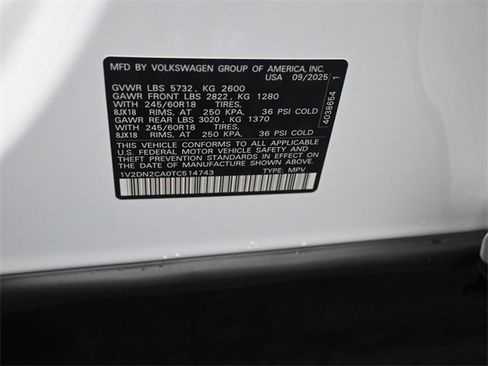 MFD BY VOLKSWAGEN GROUP OF AMERICA, INC.
USA 09/2025
GVWR LBS 5732, KG 2600
GAWR FRONT LBS 2822, KG 1280
WITH 245/60R18 TIRES,
8JX18 RIMS, AT 250 KPA, 36 PSI COLD
GAWR REAR LBS 3020, KG 1370
WITH 245/60R18 TIRES,
8JX18 RIMS, AT 250 KPA, 36 PSI COLD
THIS VEHICLE CONFORMS TO ALL APPLICABLE
U.S. FEDERAL MOTOR VEHICLE SAFETY AND
THEFT PREVENTION STANDARDS IN EFFECT ON
THE DATE OF MANUFACTURE SHOWN ABOVE.
1V2DN2CA0TC514743 TYPE: MPV
4038654 1